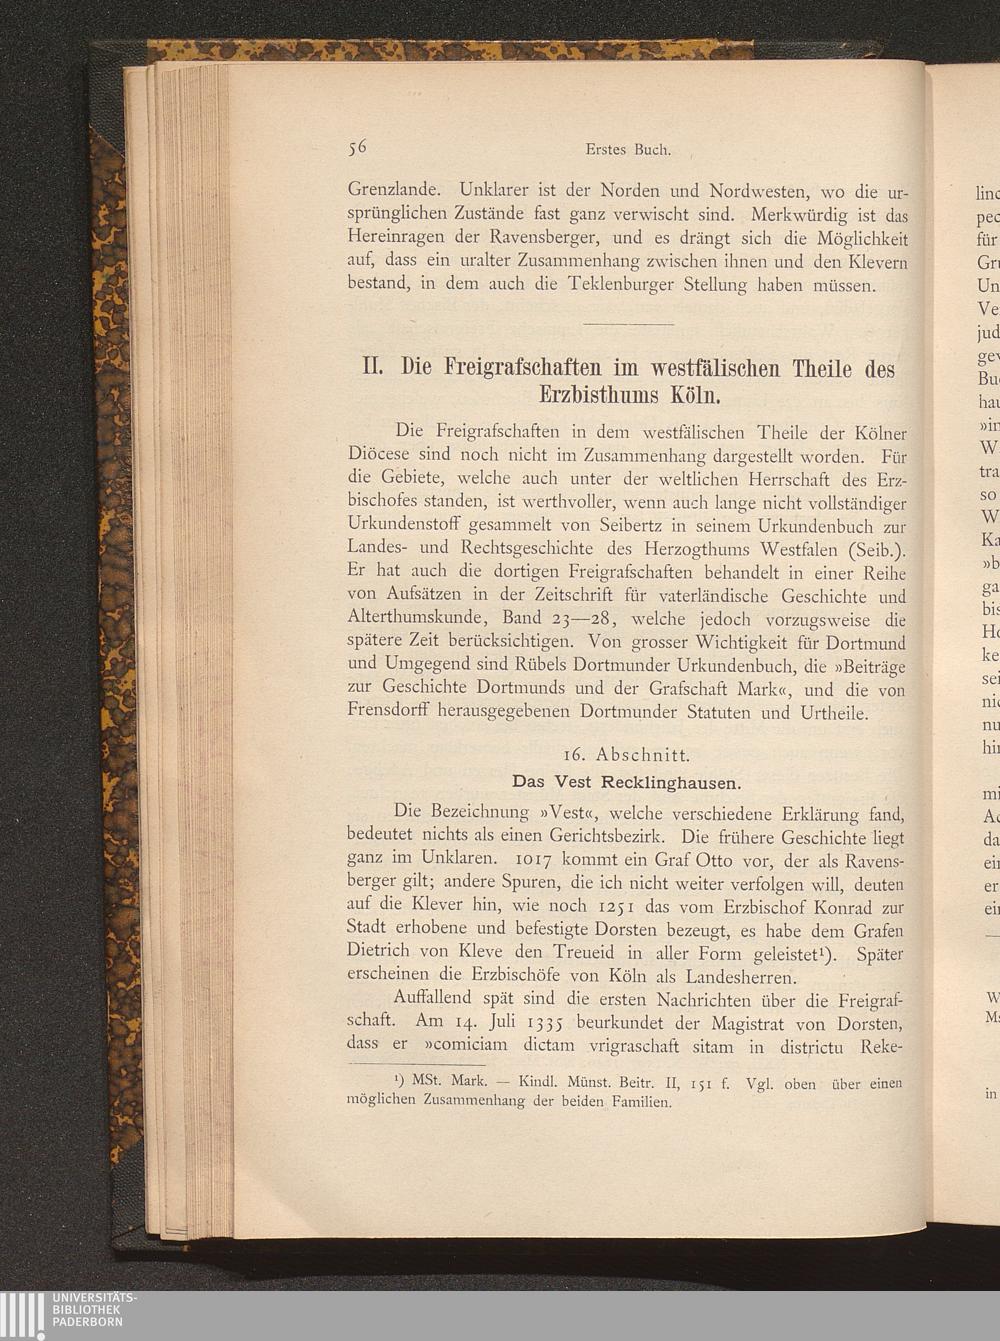 56
Erstes Buch.
Grenzlande. Unklarer ist der Norden und Nordwesten, wo die ur-
sprünglichen Zustände fast ganz verwischt sind. Merkwürdig ist das
Hereinragen der Ravensberger, und es drängt sich die Möglichkeit
auf, dass ein uralter Zusammenhang zwischen ihnen und den Klevern
bestand, in dem auch die Teklenburger Stellung haben müssen.
II. Die Freigrafschaften im westfälischen Theile des
Erzbisthums Köln.
Die Freigrafschaften in dem westfälischen Theile der Kölner
Diöcese sind noch nicht im Zusammenhang dargestellt worden. Für
die Gebiete, welche auch unter der weltlichen Herrschaft des Erz-
bischofes standen, ist werthvoller, wenn auch lange nicht vollständiger
Urkundenstoff gesammelt von Seibertz in seinem Urkundenbuch zur
Landes- und Rechtsgeschichte des Herzogthums Westfalen (Seib.).
Er hat auch die dortigen Freigrafschaften behandelt in einer Reihe
von Aufsätzen in der Zeitschrift für vaterländische Geschichte und
Alterthumskunde, Band 23—28, welche jedoch vorzugsweise die
spätere Zeit berücksichtigen. Von grosser Wichtigkeit für Dortmund
und Umgegend sind Rübels Dortmunder Urkundenbuch, die »Beiträge
zur Geschichte Dortmunds und der Grafschaft Mark«, und die von
Frensdorff herausgegebenen Dortmunder Statuten und Urtheile.
16. Abschnitt.
Das Vest Recklinghausen.
Die Bezeichnung »Vest«, welche verschiedene Erklärung fand,
bedeutet nichts als einen Gerichtsbezirk. Die frühere Geschichte liegt
ganz im Unklaren. 1017 kommt ein Graf Otto vor, der als Ravens-
berger gilt; andere Spuren, die ich nicht weiter verfolgen will, deuten
auf die Klever hin, wie noch 1251 das vom Erzbischof Konrad zur
Stadt erhobene und befestigte Dorsten bezeugt, es habe dem Grafen
Dietrich von Kleve den Treueid in aller Form geleistet¹). Später
erscheinen die Erzbischöfe von Köln als Landesherren.
Auffallend spät sind die ersten Nachrichten über die Freigraf-
schaft. Am 14. Juli 1335 beurkundet der Magistrat von Dorsten,
dass er »comiciam dictam vrigraschaft sitam in districtu Reke-
¹) MSt. Mark. — Kindl. Münst. Beitr. II, 151 f. Vgl. oben über einen
möglichen Zusammenhang der beiden Familien.
UNIVERSITÄTS-
BIBLIOTHEK
PADERBORN